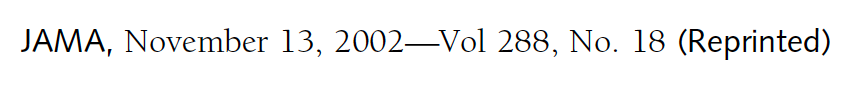 JAMA, November 13, 2002—Vol 288, No. 18 (Reprinted)